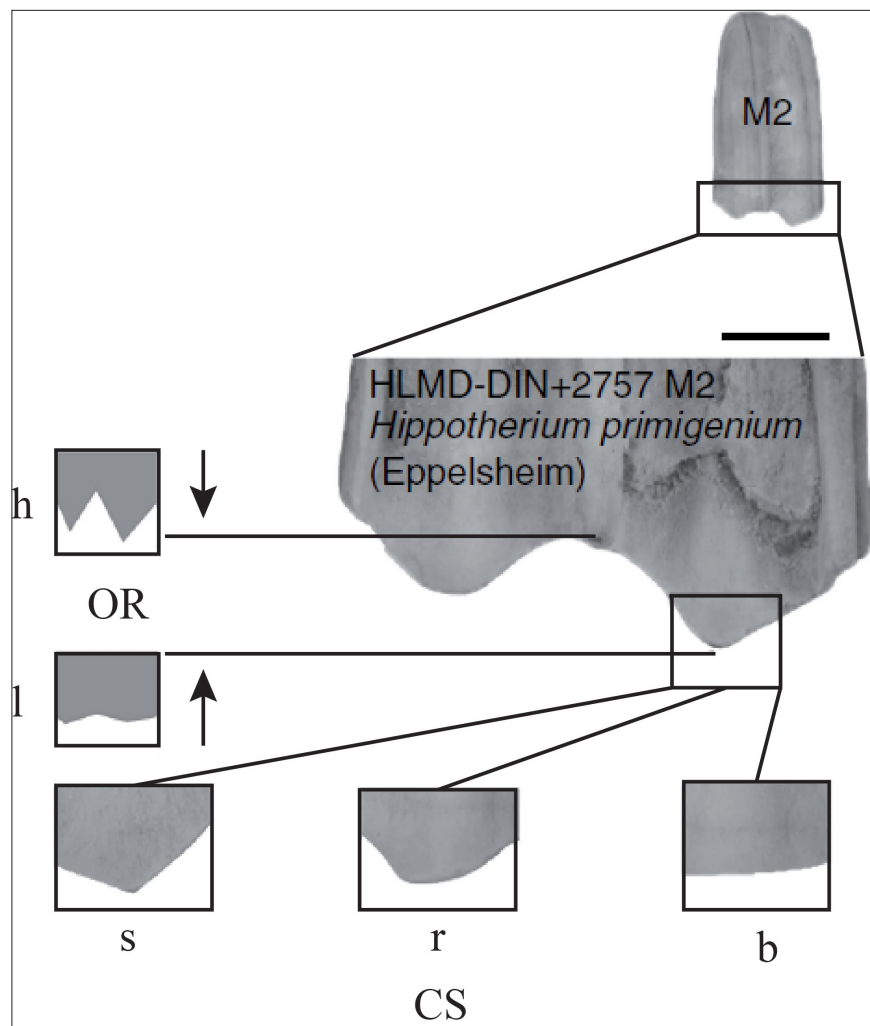 M2
HLMD-DIN+2757 M2
Hippotherium primigenium
(Eppelsheim)
h
OR
l
s
r
b
CS